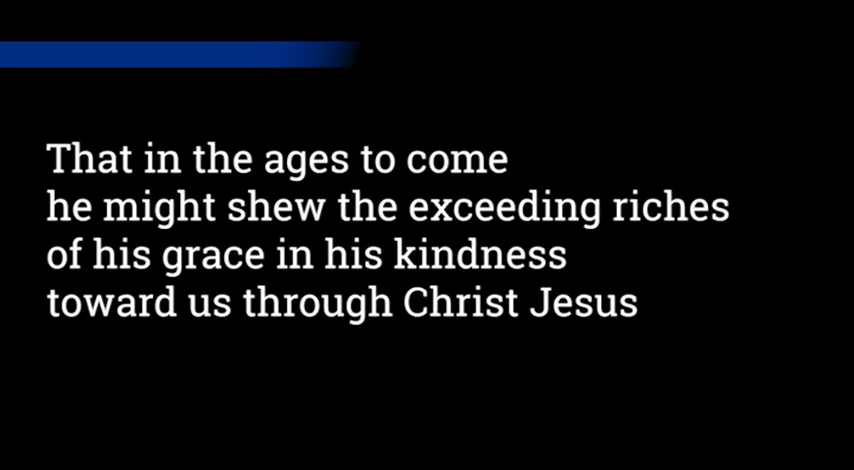 That in the ages to come
he might shew the exceeding riches
of his grace in his kindness
toward us through Christ Jesus